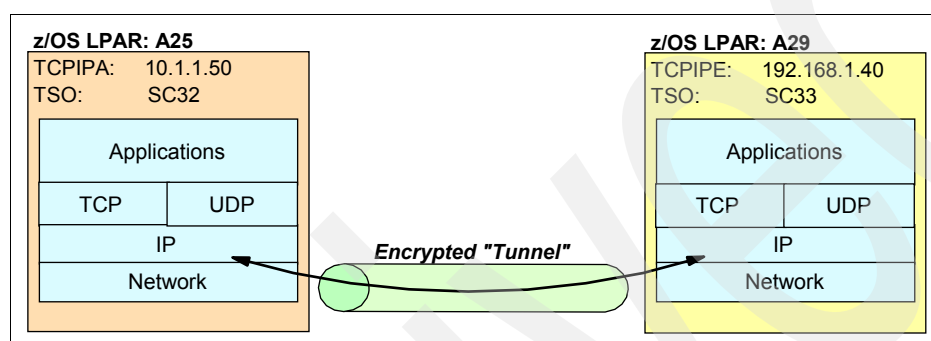 z/OS LPAR: A25
TCPIPA: 10.1.1.50
TSO: SC32
Applications
TCP UDP
IP
Network
Encrypted "Tunnel"
z/OS LPAR: A29
TCPIPE: 192.168.1.40
TSO: SC33
Applications
TCP UDP
IP
Network